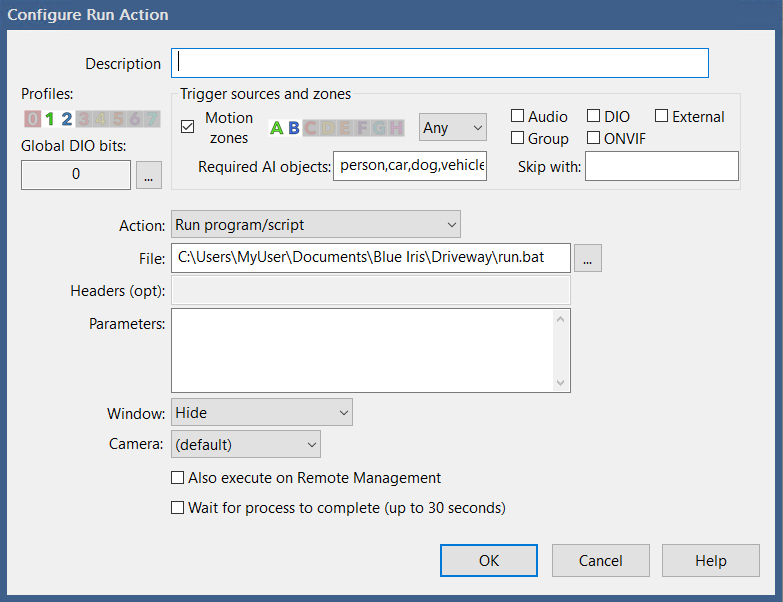 Configure Run Action
Description
Profiles:
0 1 2 3 4 5 6 7
Global DIO bits:
0
...
Trigger sources and zones
Motion zones
A B C D E F G H
Any
Audio
DIO
External
Group
ONVIF
Required AI objects:
person,car,dog,vehicle
Skip with:
Action:
Run program/script
File:
C:\Users\MyUser\Documents\Blue Iris\Driveway\run.bat
...
Headers (opt):
Parameters:
Window:
Hide
Camera:
(default)
Also execute on Remote Management
Wait for process to complete (up to 30 seconds)
OK
Cancel
Help